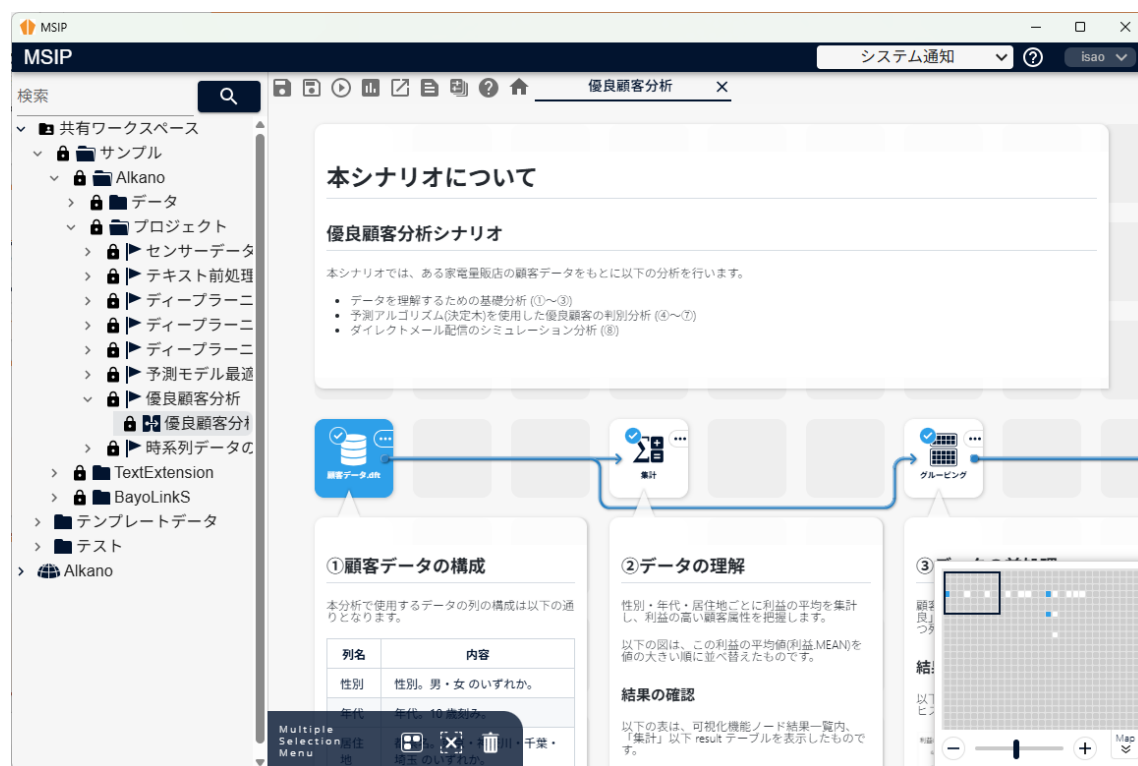 MSIP
MSIP
システム通知
isao
検索
優良顧客分析
共有ワークスペース
サンプル
Alkano
データ
プロジェクト
センサーデータ
テキスト前処理
ディープラーニ
ディープラーニ
ディープラーニ
予測モデル最適
優良顧客分析
優良顧客分析
時系列データの
TextExtension
BayoLinkS
テンプレートデータ
テスト
Alkano
本シナリオについて
優良顧客分析シナリオ
本シナリオでは、ある家電量販店の顧客データをもとに以下の分析を行います。
データを理解するための基礎分析 (①～③)
予測アルゴリズム(決定木)を使用した優良顧客の判別分析 (④～⑦)
ダイレクトメール配信のシミュレーション分析 (⑧)
顧客データ.dft
集計
グルーピング
①顧客データの構成
本分析で使用するデータの列の構成は以下の通
りとなります。
列名 内容
性別 性別。男・女 のいずれか。
年代 年代。10 歳刻み。
居住 川・千葉・
地 埼玉 のいずれか。
②データの理解
性別・年代・居住地ごとに利益の平均を集計
し、利益の高い顧客属性を把握します。
以下の図は、この利益の平均値(利益.MEAN)を
値の大きい順に並べ替えたものです。
結果の確認
以下の表は、可視化機能ノード結果一覧内、
「集計」以下 result テーブルを表示したもので
す。
③
顧客
良」
つ列
結果
以下
ヒス
Multiple
Selection
Menu
Map